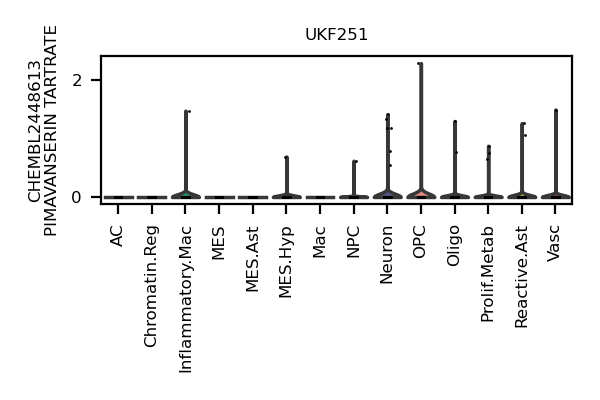 UKF251
CHEMBL2448613
PIMAVANSERIN TARTRATE
2
0
AC
Chromatin.Reg
Inflammatory.Mac
MES
MES.Ast
MES.Hyp
Mac
NPC
Neuron
OPC
Oligo
Prolif.Metab
Reactive.Ast
Vasc